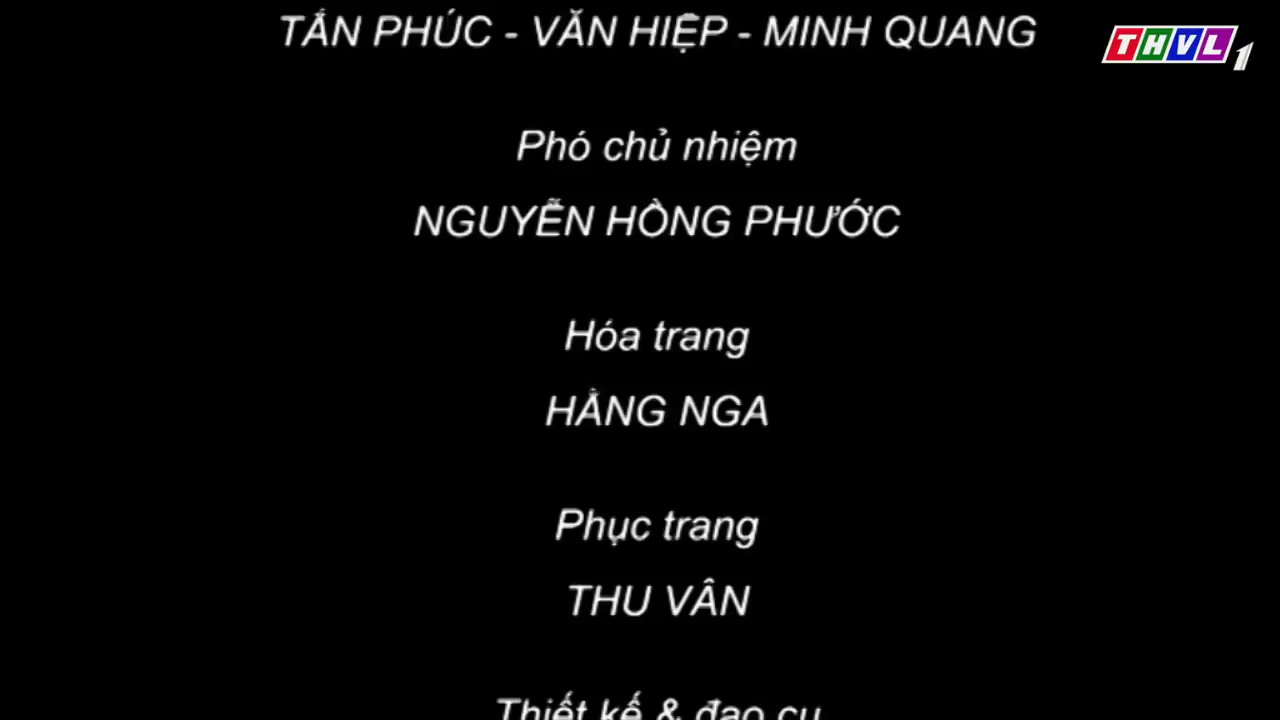 TẤN PHÚC - VĂN HIỆP - MINH QUANG
THVL1
Phó chủ nhiệm
NGUYỄN HỒNG PHƯỚC
Hóa trang
HẰNG NGA
Phục trang
THU VÂN
Thiết kế & đạo cụ